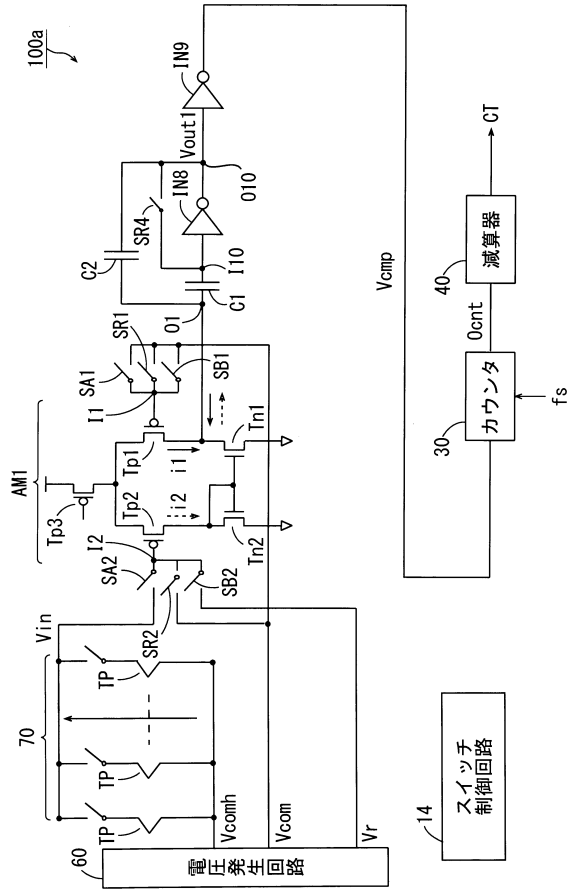 100a
AM1
Tp3
Tp2
Tp1
i2
i1
I2
I1
SA2
SR2
SB2
SA1
SR1
SB1
Tn2
Tn1
O1
C1
C2
SR4
I10
IN8
Vout1
O10
IN9
Vin
70
TP
TP
TP
Vcomh
Vcom
Vr
60
電圧発生回路
Vcmp
14
スイッチ
制御回路
30
カウンタ
fs
Ocnt
40
減算器
CT